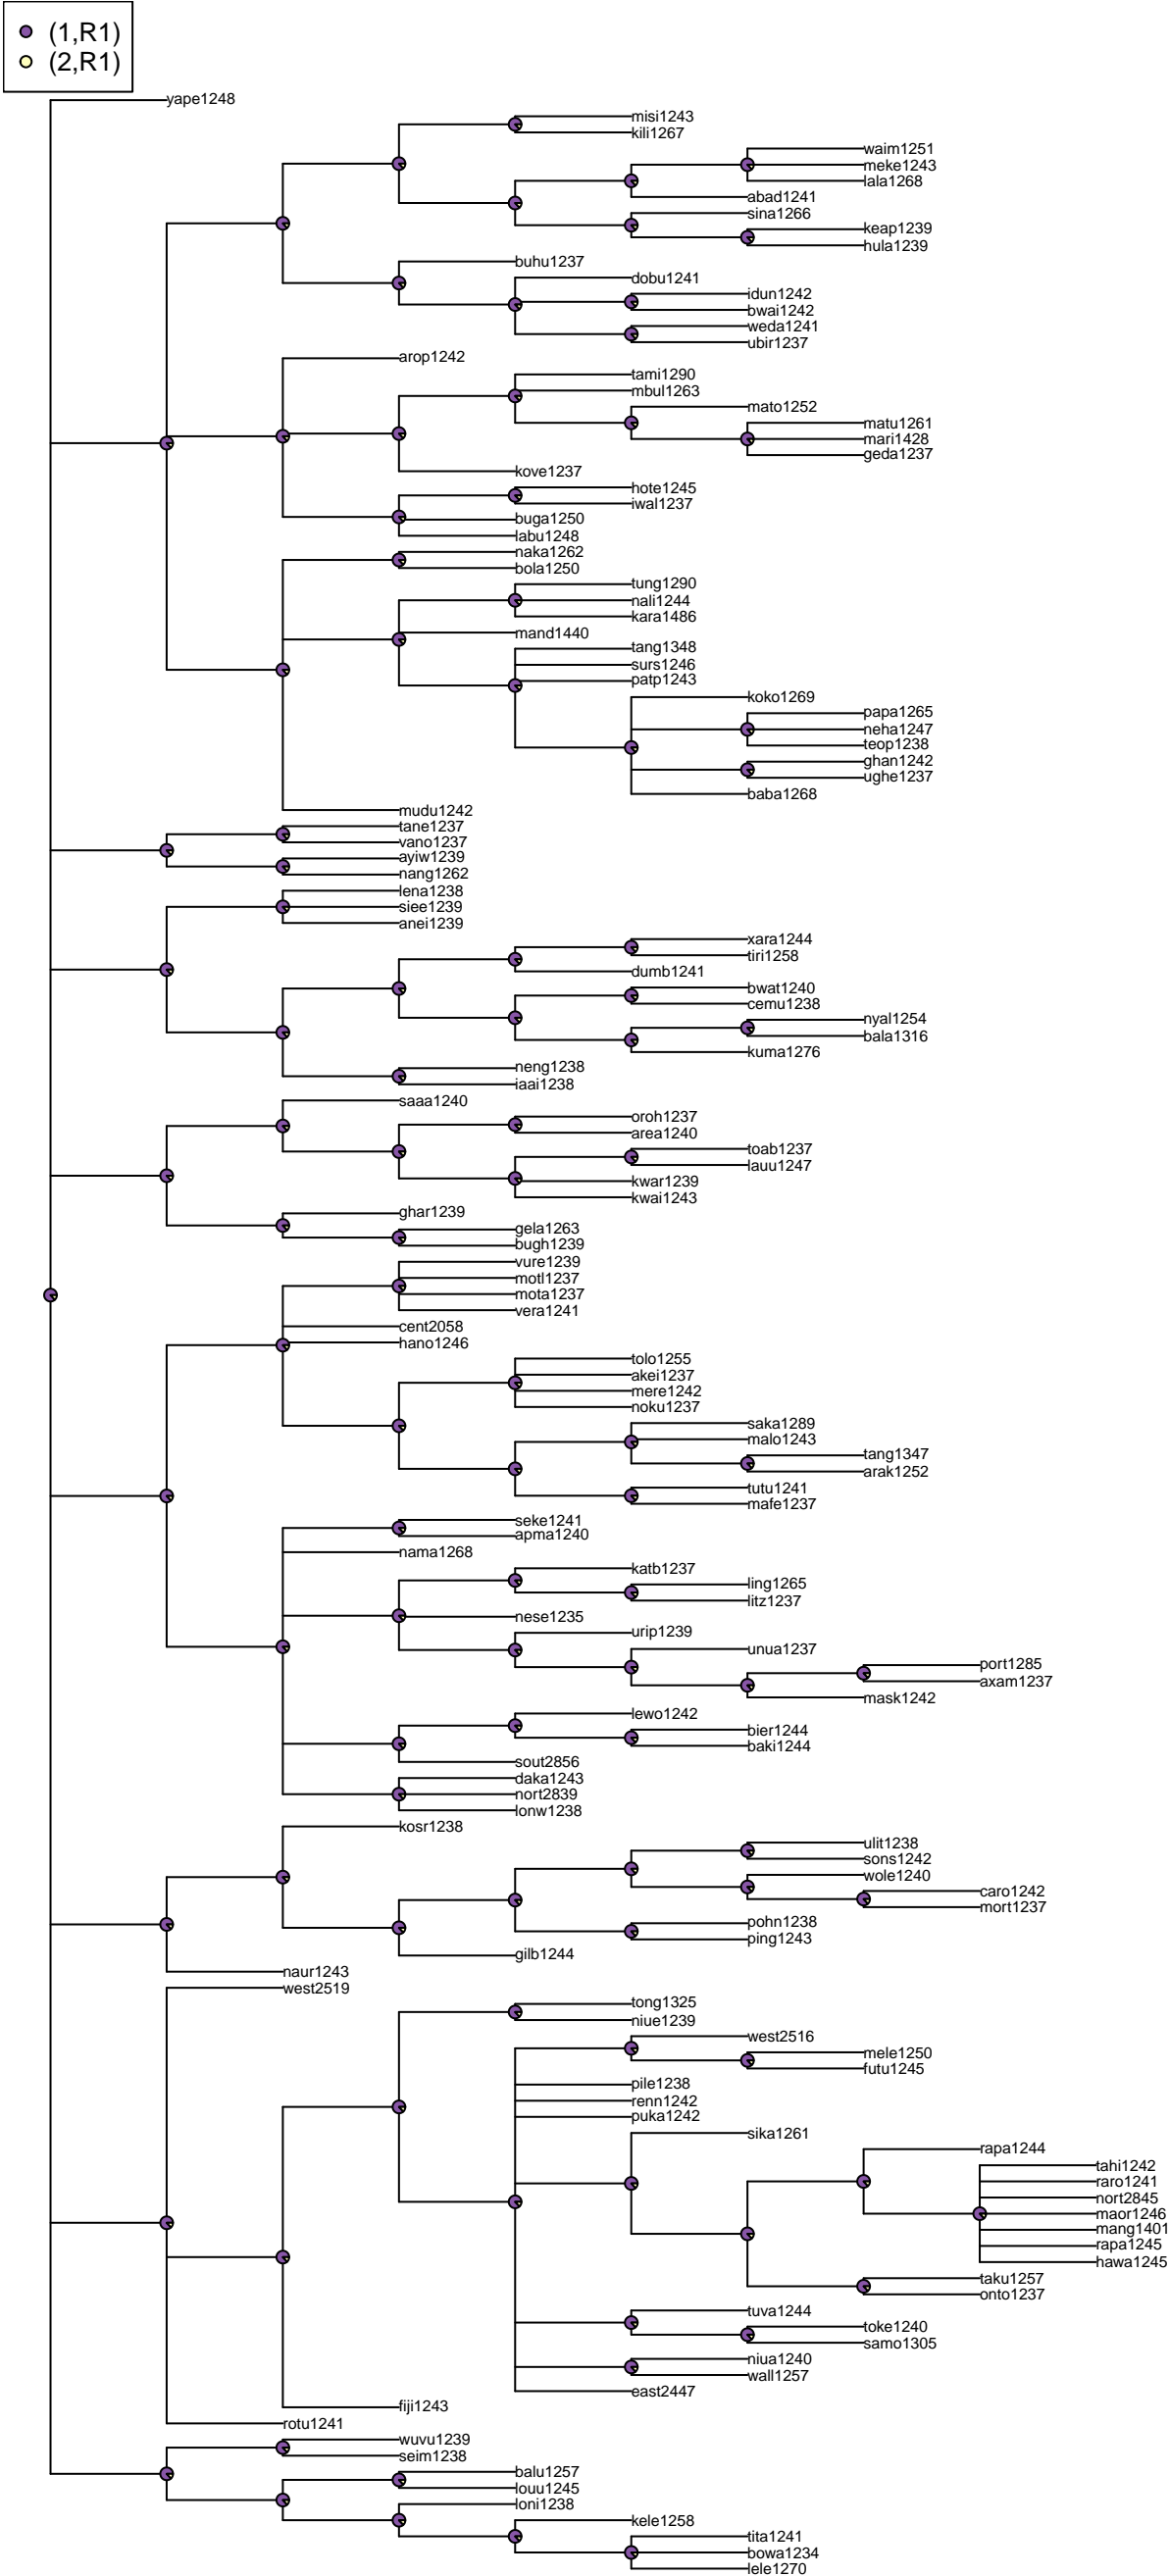 (1,R1)
(2,R1)
yape1248
misi1243
kili1267
waim1251
meke1243
lala1268
abad1241
sina1266
keap1239
hula1239
buhu1237
dobu1241
idun1242
bwai1242
weda1241
ubir1237
arop1242
tami1290
mbul1263
mato1252
matu1261
mari1428
geda1237
kove1237
hote1245
iwal1237
buga1250
labu1248
naka1262
bola1250
tung1290
nali1244
kara1486
mand1440
tang1348
surs1246
patp1243
koko1269
papa1265
neha1247
teop1238
ghan1242
ughe1237
baba1268
mudu1242
tane1237
vano1237
ayiw1239
nang1262
lena1238
siee1239
anei1239
xara1244
tiri1258
dumb1241
bwat1240
cemu1238
nyal1254
bala1316
kuma1276
neng1238
iaai1238
saaa1240
oroh1237
area1240
toab1237
lauu1247
kwar1239
kwai1243
ghar1239
gela1263
bugh1239
vure1239
motl1237
mota1237
vera1241
cent2058
hano1246
tolo1255
akei1237
mere1242
noku1237
saka1289
malo1243
tang1347
arak1252
tutu1241
mafe1237
seke1241
apma1240
nama1268
katb1237
ling1265
litz1237
nese1235
urip1239
unua1237
port1285
axam1237
mask1242
lewo1242
bier1244
baki1244
sout2856
daka1243
nort2839
lonw1238
kosr1238
ulit1238
sons1242
wole1240
caro1242
mort1237
pohn1238
ping1243
gilb1244
naur1243
west2519
tong1325
niue1239
west2516
mele1250
futu1245
pile1238
renn1242
puka1242
sika1261
rapa1244
tahi1242
raro1241
nort2845
maor1246
mang1401
rapa1245
hawa1245
taku1257
onto1237
tuva1244
toke1240
samo1305
niua1240
wall1257
east2447
fiji1243
rotu1241
wuvu1239
seim1238
balu1257
louu1245
loni1238
kele1258
tita1241
bowa1234
lele1270